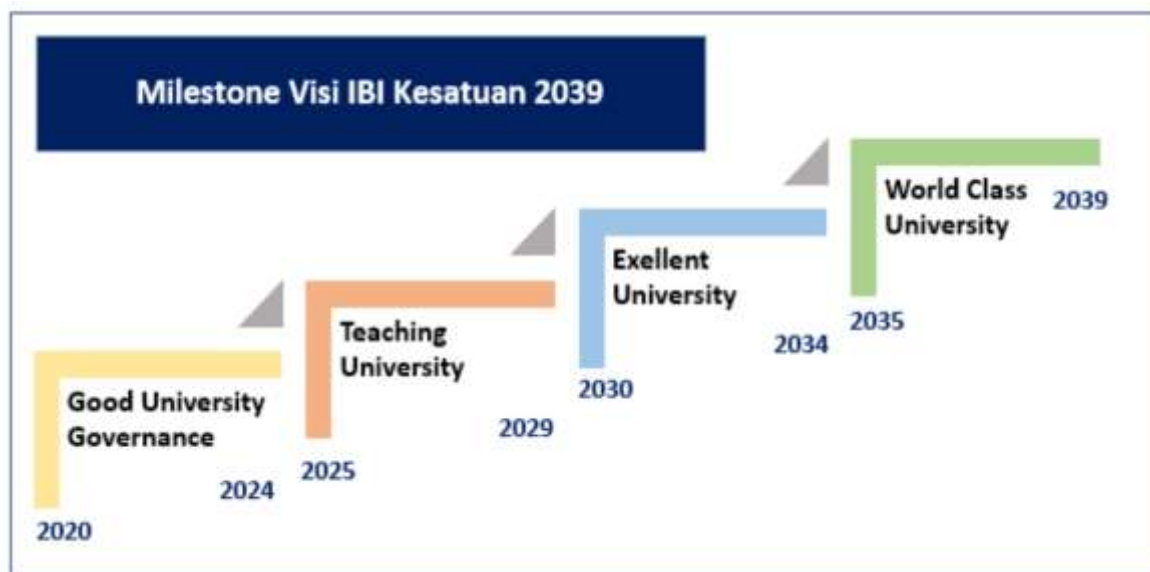 Milestone Visi IBI Kesatuan 2039
Good University
Governance
2020
2024
Teaching
University
2025
2029
Exellent
University
2030
2034
World Class
University
2035
2039